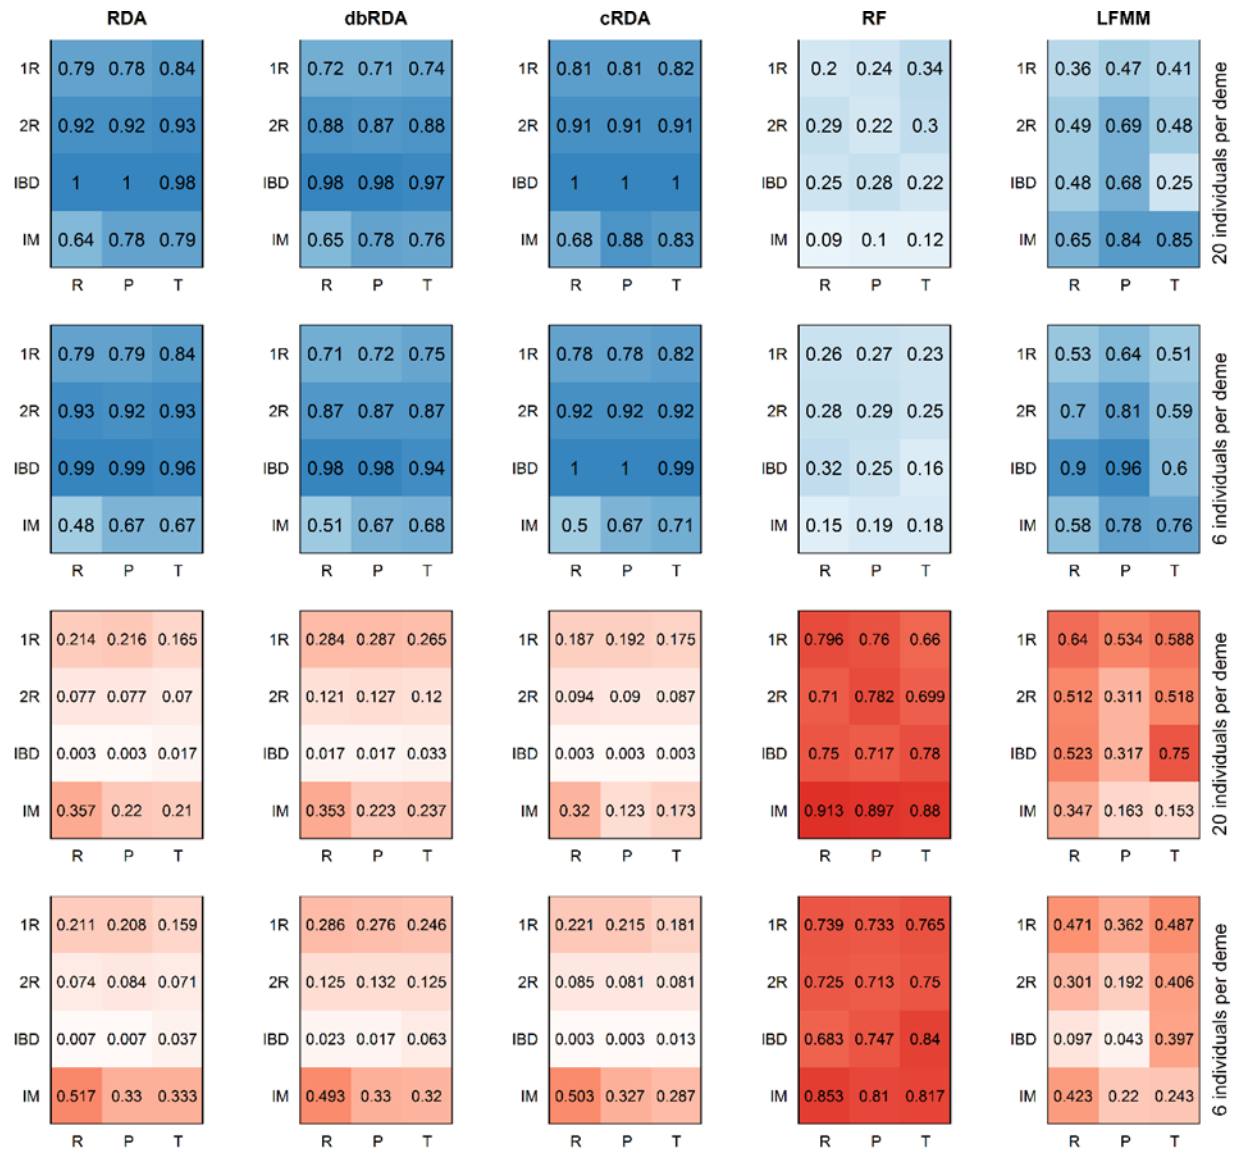 RDA dbRDA cRDA RF LFMM
1R 0.79 0.78 0.84 1R 0.72 0.71 0.74 1R 0.81 0.81 0.82 1R 0.2 0.24 0.34 1R 0.36 0.47 0.41
2R 0.92 0.92 0.93 2R 0.88 0.87 0.88 2R 0.91 0.91 0.91 2R 0.29 0.22 0.3 2R 0.49 0.69 0.48
IBD 1 1 0.98 IBD 0.98 0.98 0.97 IBD 1 1 1 IBD 0.25 0.28 0.22 IBD 0.48 0.68 0.25
IM 0.64 0.78 0.79 IM 0.65 0.78 0.76 IM 0.68 0.88 0.83 IM 0.09 0.1 0.12 IM 0.65 0.84 0.85
R P T R P T R P T R P T R P T
20 individuals per deme
1R 0.79 0.79 0.84 1R 0.71 0.72 0.75 1R 0.78 0.78 0.82 1R 0.26 0.27 0.23 1R 0.53 0.64 0.51
2R 0.93 0.92 0.93 2R 0.87 0.87 0.87 2R 0.92 0.92 0.92 2R 0.28 0.29 0.25 2R 0.7 0.81 0.59
IBD 0.99 0.99 0.96 IBD 0.98 0.98 0.94 IBD 1 1 0.99 IBD 0.32 0.25 0.16 IBD 0.9 0.96 0.6
IM 0.48 0.67 0.67 IM 0.51 0.67 0.68 IM 0.5 0.67 0.71 IM 0.15 0.19 0.18 IM 0.58 0.78 0.76
R P T R P T R P T R P T R P T
6 individuals per deme
1R 0.214 0.216 0.165 1R 0.284 0.287 0.265 1R 0.187 0.192 0.175 1R 0.796 0.76 0.66 1R 0.64 0.534 0.588
2R 0.077 0.077 0.07 2R 0.121 0.127 0.12 2R 0.094 0.09 0.087 2R 0.71 0.782 0.699 2R 0.512 0.311 0.518
IBD 0.003 0.003 0.017 IBD 0.017 0.017 0.033 IBD 0.003 0.003 0.003 IBD 0.75 0.717 0.78 IBD 0.523 0.317 0.75
IM 0.357 0.22 0.21 IM 0.353 0.223 0.237 IM 0.32 0.123 0.173 IM 0.913 0.897 0.88 IM 0.347 0.163 0.153
R P T R P T R P T R P T R P T
20 individuals per deme
1R 0.211 0.208 0.159 1R 0.286 0.276 0.246 1R 0.221 0.215 0.181 1R 0.739 0.733 0.765 1R 0.471 0.362 0.487
2R 0.074 0.084 0.071 2R 0.125 0.132 0.125 2R 0.085 0.081 0.081 2R 0.725 0.713 0.75 2R 0.301 0.192 0.406
IBD 0.007 0.007 0.037 IBD 0.023 0.017 0.063 IBD 0.003 0.003 0.013 IBD 0.683 0.747 0.84 IBD 0.097 0.043 0.397
IM 0.517 0.33 0.333 IM 0.493 0.33 0.32 IM 0.503 0.327 0.287 IM 0.853 0.81 0.817 IM 0.423 0.22 0.243
R P T R P T R P T R P T R P T
6 individuals per deme